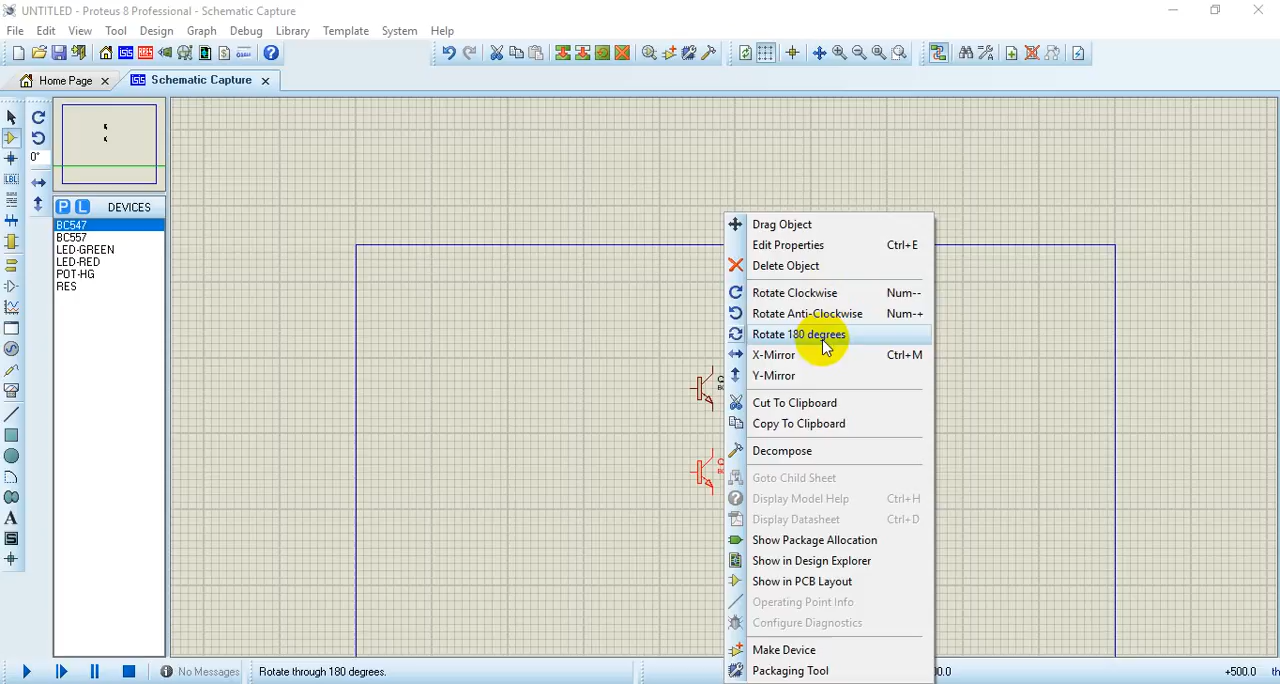 UNTITLED - Proteus 8 Professional - Schematic Capture
File Edit View Tool Design Graph Debug Library Template System Help
Home Page
Schematic Capture
0°
P L DEVICES
BC547
BC557
LED-GREEN
LED-RED
POT-HG
RES
LBL
A
S
Drag Object
Edit Properties Ctrl+E
Delete Object
Rotate Clockwise Num--
Rotate Anti-Clockwise Num-+
Rotate 180 degrees
X-Mirror Ctrl+M
Y-Mirror
Cut To Clipboard
Copy To Clipboard
Decompose
Goto Child Sheet
Display Model Help Ctrl+H
Display Datasheet Ctrl+D
Show Package Allocation
Show in Design Explorer
Show in PCB Layout
Operating Point Info
Configure Diagnostics
Make Device
Packaging Tool
No Messages
Rotate through 180 degrees.
0.0
+500.0
th